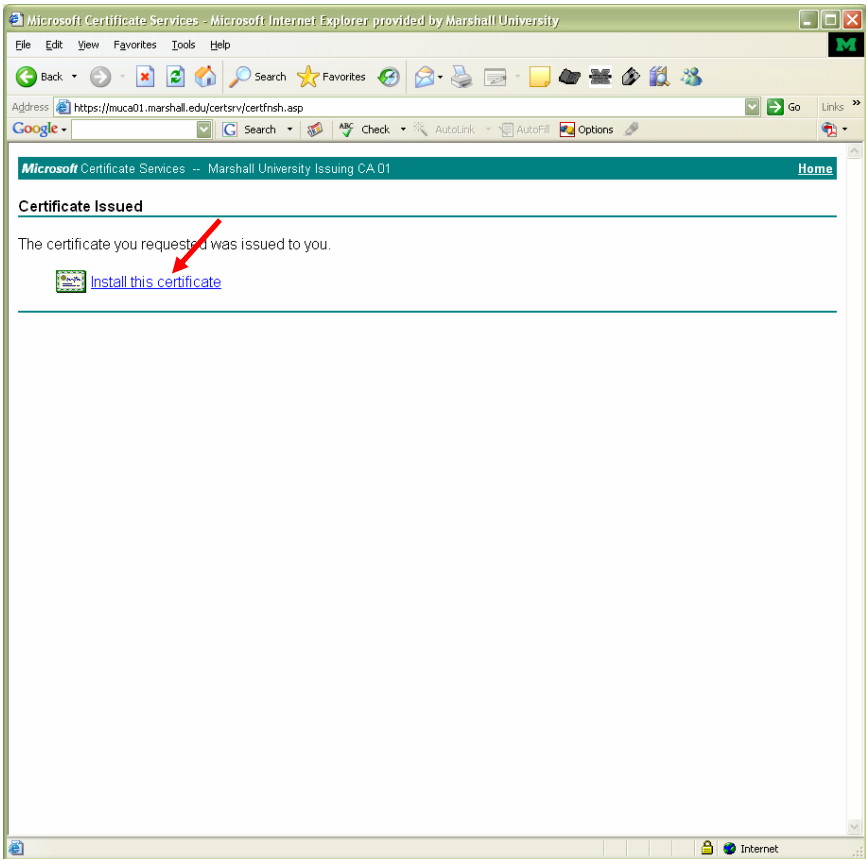 Microsoft Certificate Services - Microsoft Internet Explorer provided by Marshall University
File Edit View Favorites Tools Help
M
Back Search Favorites
Address https://muca01.marshall.edu/certsrv/certfnsh.asp Go Links »
Google G Search ABC Check AutoLink AutoFill Options
Microsoft Certificate Services -- Marshall University Issuing CA 01 Home
Certificate Issued
The certificate you requested was issued to you.
Install this certificate
Internet